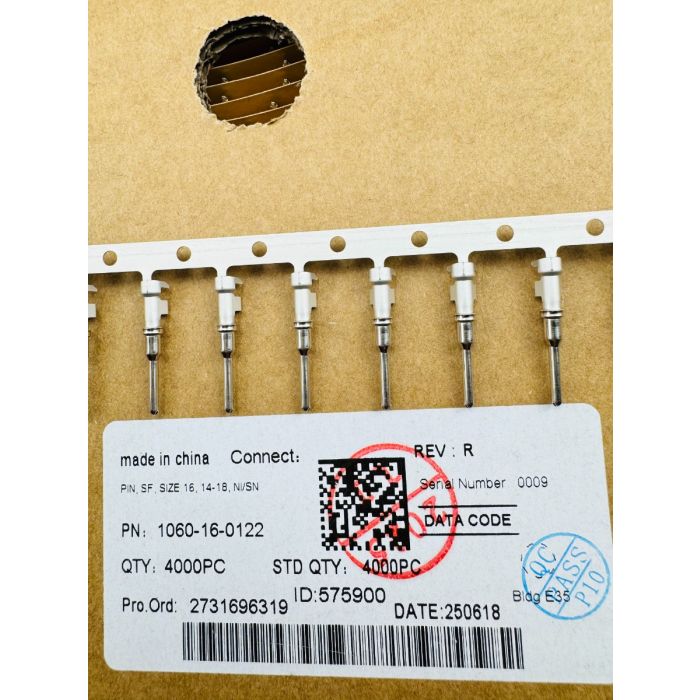 made in china Connect:
REV : R
PIN, SF, SIZE 16, 14-18, NI/SN
Serial Number 0009
PN: 1060-16-0122
DATA CODE
QTY: 4000PC STD QTY: 4000PC
ID:575900
Bldg E35
Pro.Ord: 2731696319
DATE:250618
QC
PASS
P10